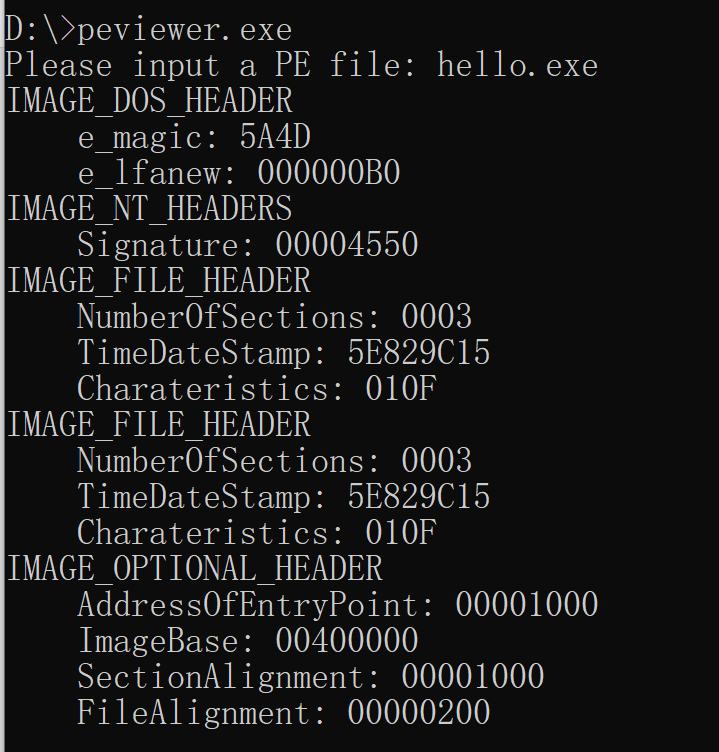 D:\>peviewer.exe
Please input a PE file: hello.exe
IMAGE_DOS_HEADER
    e_magic: 5A4D
    e_lfanew: 000000B0
IMAGE_NT_HEADERS
    Signature: 00004550
IMAGE_FILE_HEADER
    NumberOfSections: 0003
    TimeDateStamp: 5E829C15
    Charateristics: 010F
IMAGE_FILE_HEADER
    NumberOfSections: 0003
    TimeDateStamp: 5E829C15
    Charateristics: 010F
IMAGE_OPTIONAL_HEADER
    AddressOfEntryPoint: 00001000
    ImageBase: 00400000
    SectionAlignment: 00001000
    FileAlignment: 00000200